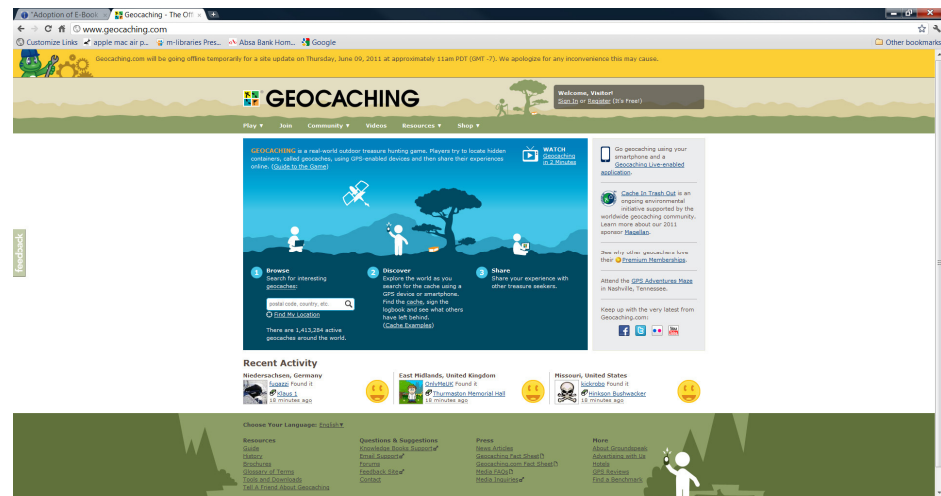 "Adoption of E-Book
Geocaching - The Off
www.geocaching.com
Customize Links
apple mac air p...
m-libraries Pres...
Absa Bank Hom...
Google
Other bookmarks
Geocaching.com will be going offline temporarily for a site update on Thursday, June 09, 2011 at approximately 11am PDT (GMT -7). We apologize for any inconvenience this may cause.
GEOCACHING
Welcome, Visitor!
Sign In or Register (It's Free!)
Play
Join
Community
Videos
Resources
Shop
GEOCACHING is a real-world outdoor treasure hunting game. Players try to locate hidden
containers, called geocaches, using GPS-enabled devices and then share their experiences
online. (Guide to the Game)
WATCH
Geocaching
in 2 Minutes
1 Browse
Search for interesting
geocaches:
postal code, country, etc.
Find My Location
There are 1,413,284 active
geocaches around the world.
2 Discover
Explore the world as you
search for the cache using a
GPS device or smartphone.
Find the cache, sign the
logbook and see what others
have left behind.
(Cache Examples)
3 Share
Share your experience with
other treasure seekers.
Go geocaching using your
smartphone and a
Geocaching Live-enabled
application.
Cache In Trash Out is an
ongoing environmental
initiative supported by the
worldwide geocaching community.
Learn more about our 2011
sponsor Magellan.
See why other geocachers love
their Premium Memberships.
Attend the GPS Adventures Maze
in Nashville, Tennessee.
Keep up with the very latest from
Geocaching.com:
feedback
Recent Activity
Niedersachsen, Germany
fugazzi Found it
Klaus 1
18 minutes ago
East Midlands, United Kingdom
OnlyMeUK Found it
Thurmaston Memorial Hall
18 minutes ago
Missouri, United States
kickrobs Found it
Hinkson Bushwacker
18 minutes ago
Choose Your Language: English
Resources
Guide
History
Brochures
Glossary of Terms
Tools and Downloads
Tell A Friend About Geocaching
Questions & Suggestions
Knowledge Books Support
Email Support
Forums
Feedback Site
Contact
Press
News Articles
Geocaching Fact Sheet
Geocaching.com Fact Sheet
Media FAQs
Media Inquiries
More
About Groundspeak
Advertising with Us
Hotels
GPS Reviews
Find a Benchmark